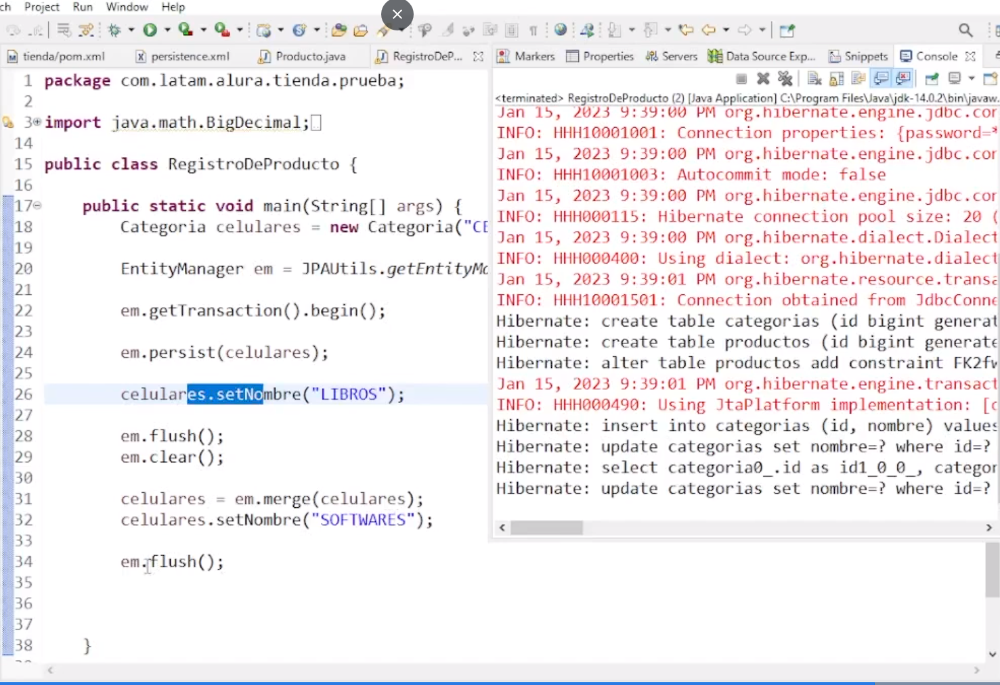 ch Project Run Window Help
tienda/pom.xml persistence.xml Producto.java RegistroDeP...
Markers Properties Servers Data Source Exp... Snippets Console
1 package com.latam.alura.tienda.prueba;
2
3 import java.math.BigDecimal;
14
15 public class RegistroDeProducto {
16
17 public static void main(String[] args) {
18 Categoria celulares = new Categoria("CE
19
20 EntityManager em = JPAUtils.getEntityMa
21
22 em.getTransaction().begin();
23
24 em.persist(celulares);
25
26 celulares.setNombre("LIBROS");
27
28 em.flush();
29 em.clear();
30
31 celulares = em.merge(celulares);
32 celulares.setNombre("SOFTWARES");
33
34 em.flush();
35
36
37
38 }
<terminated> RegistroDeProducto (2) [Java Application] C:\Program Files\Java\jdk-14.0.2\bin\javaw.
Jan 15, 2023 9:39:00 PM org.hibernate.engine.jdbc.cor
INFO: HHH10001001: Connection properties: {password=*
Jan 15, 2023 9:39:00 PM org.hibernate.engine.jdbc.cor
INFO: HHH10001003: Autocommit mode: false
Jan 15, 2023 9:39:00 PM org.hibernate.engine.jdbc.cor
INFO: HHH000115: Hibernate connection pool size: 20 (
Jan 15, 2023 9:39:00 PM org.hibernate.dialect.Dialect
INFO: HHH000400: Using dialect: org.hibernate.dialect
Jan 15, 2023 9:39:01 PM org.hibernate.resource.transa
INFO: HHH10001501: Connection obtained from JdbcConne
Hibernate: create table categorias (id bigint generat
Hibernate: create table productos (id bigint generate
Hibernate: alter table productos add constraint FK2fw
Jan 15, 2023 9:39:01 PM org.hibernate.engine.transact
INFO: HHH000490: Using JtaPlatform implementation: [o
Hibernate: insert into categorias (id, nombre) values
Hibernate: update categorias set nombre=? where id=?
Hibernate: select categoria0_.id as id1_0_0_, categor
Hibernate: update categorias set nombre=? where id=?